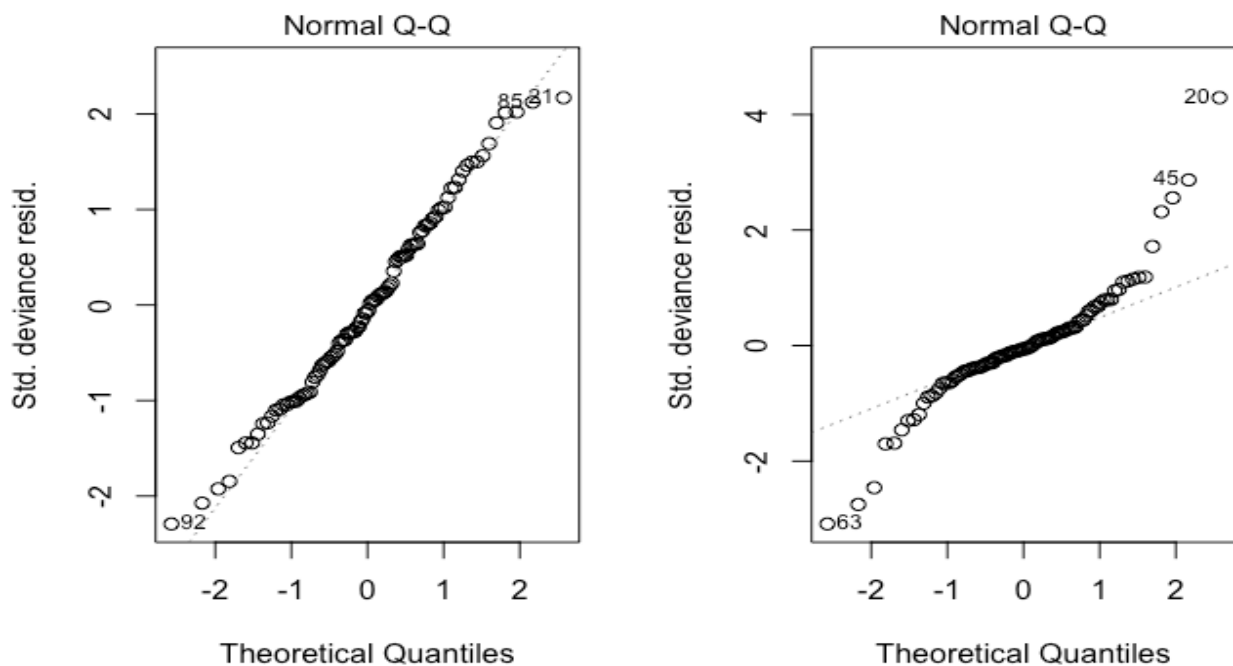 Normal Q-Q
Std. deviance resid.
2
1
0
-1
-2
85
21
92
-2 -1 0 1 2
Theoretical Quantiles
Normal Q-Q
Std. deviance resid.
4
2
0
-2
20
45
63
-2 -1 0 1 2
Theoretical Quantiles